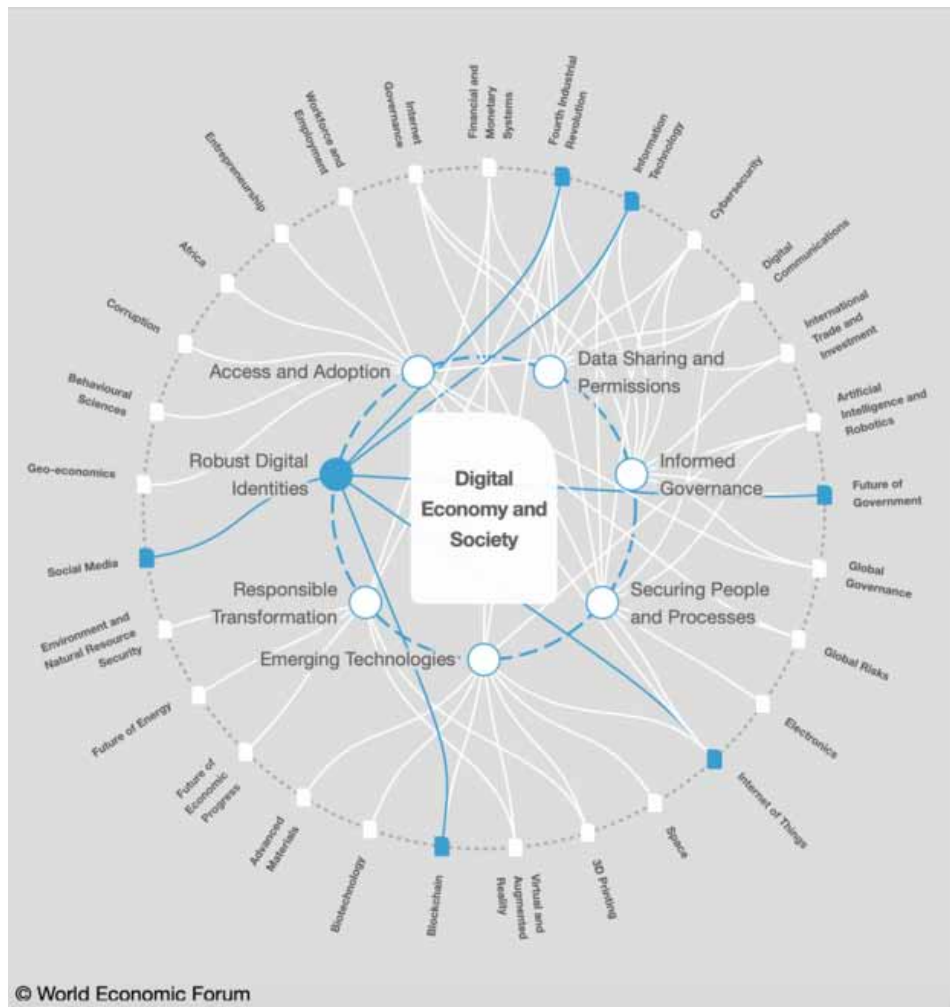 Financial and
Monetary
Systems
Fourth Industrial
Revolution
Information
Technology
Cybersecurity
Digital
Communications
International
Trade and
Investment
Artificial
Intelligence and
Robotics
Future of
Government
Global
Governance
Global Risks
Electronics
Internet of Things
Space
3D Printing
Virtual and
Augmented
Reality
Blockchain
Biotechnology
Advanced
Materials
Future of
Economic
Progress
Future of Energy
Environment and
Natural Resource
Security
Social Media
Geo-economics
Behavioural
Sciences
Corruption
Africa
Entrepreneurship
Workforce and
Employment
Internet
Governance
Access and Adoption
Data Sharing and
Permissions
Robust Digital
Identities
Informed
Governance
Digital
Economy and
Society
Responsible
Transformation
Securing People
and Processes
Emerging Technologies
© World Economic Forum